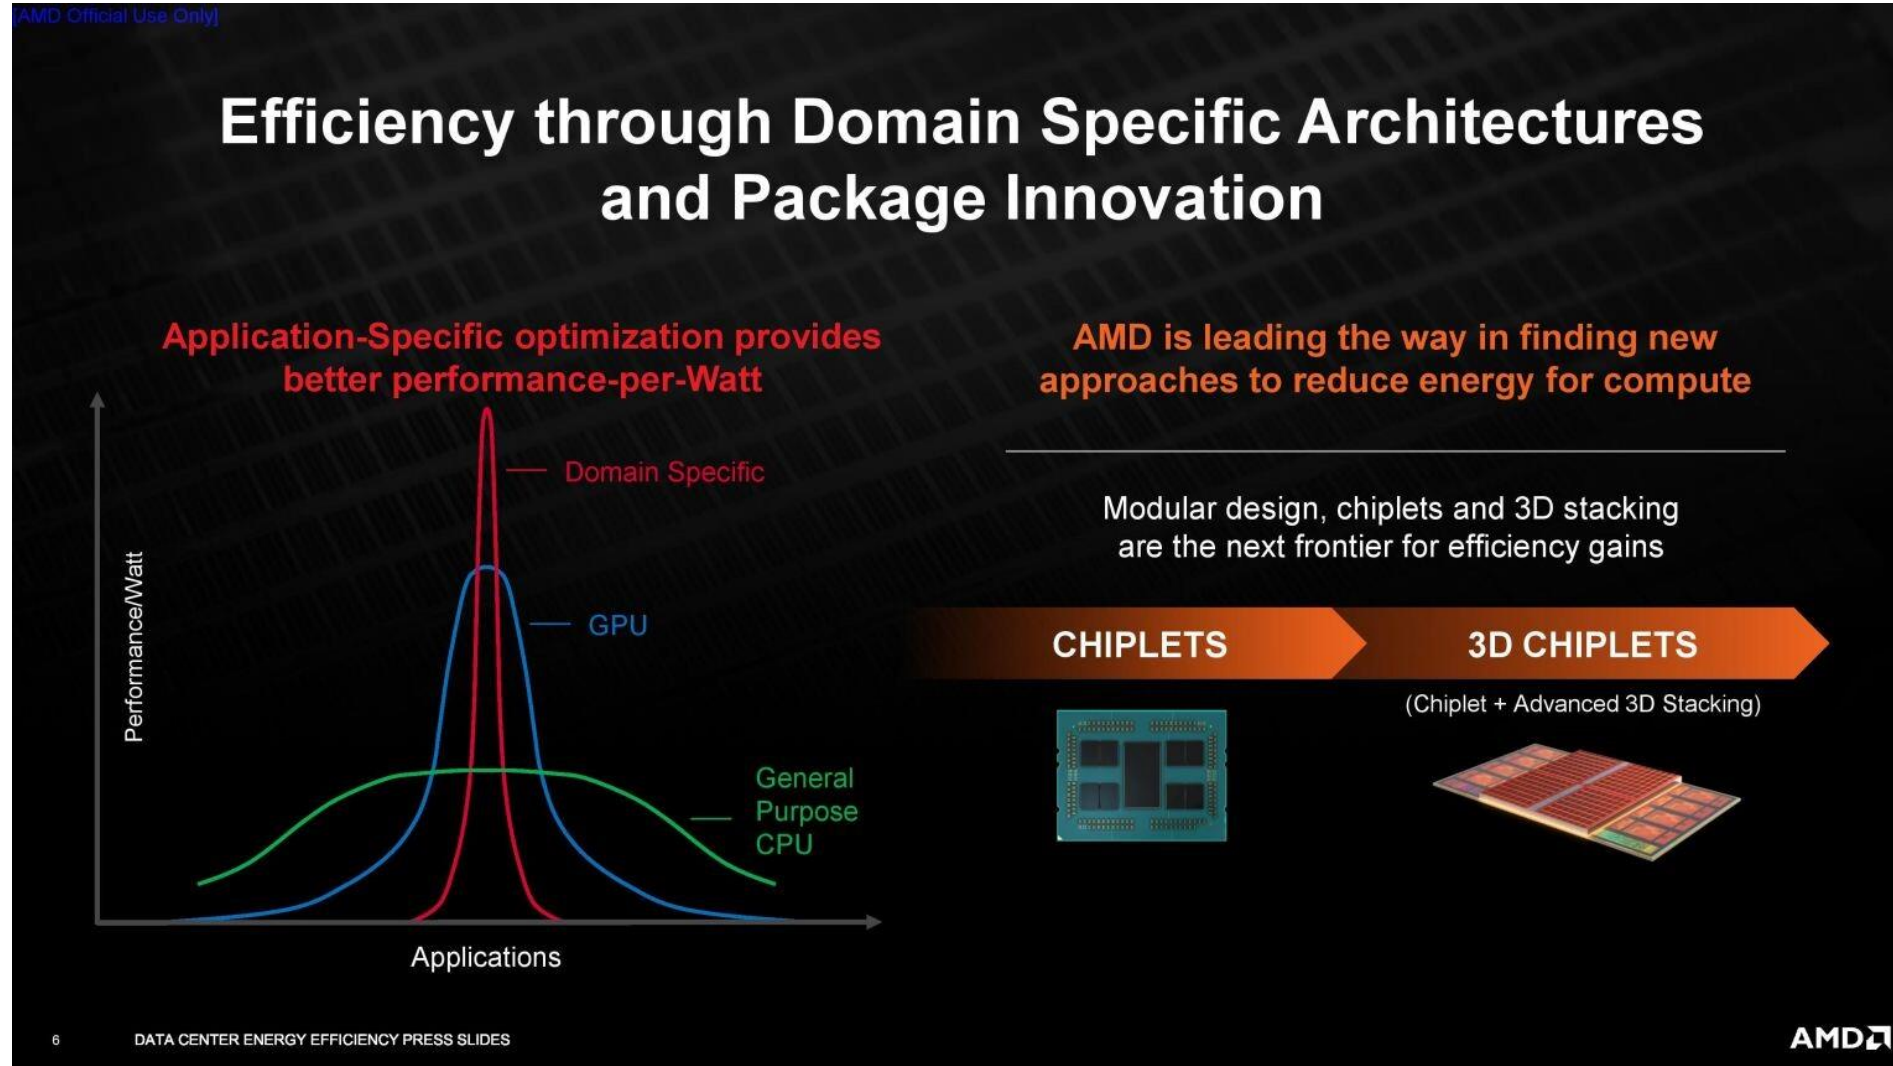 [AMD Official Use Only]
Efficiency through Domain Specific Architectures
and Package Innovation
Application-Specific optimization provides
better performance-per-Watt
Domain Specific
GPU
General
Purpose
CPU
Performance/Watt
Applications
AMD is leading the way in finding new
approaches to reduce energy for compute
Modular design, chiplets and 3D stacking
are the next frontier for efficiency gains
CHIPLETS
3D CHIPLETS
(Chiplet + Advanced 3D Stacking)
6
DATA CENTER ENERGY EFFICIENCY PRESS SLIDES
AMD